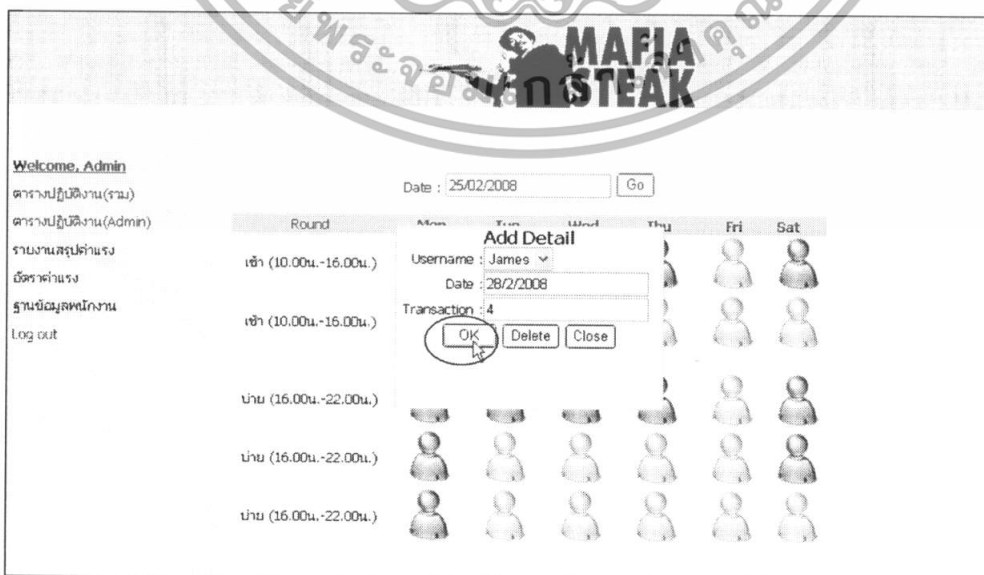 MAFIA
STEAK
Welcome, Admin
ตารางปฏิบัติงาน(รวม)
ตารางปฏิบัติงาน(Admin)
รายงานสรุปค่าแรง
อัตราค่าแรง
ฐานข้อมูลพนักงาน
Log out
Date : 25/02/2008 Go
Round Mon Tue Wed Thu Fri Sat
Add Detail
Username : James
Date : 28/2/2008
Transaction : 4
OK Delete Close
เช้า (10.00น.-16.00น.)
เช้า (10.00น.-16.00น.)
บ่าย (16.00น.-22.00น.)
บ่าย (16.00น.-22.00น.)
บ่าย (16.00น.-22.00น.)